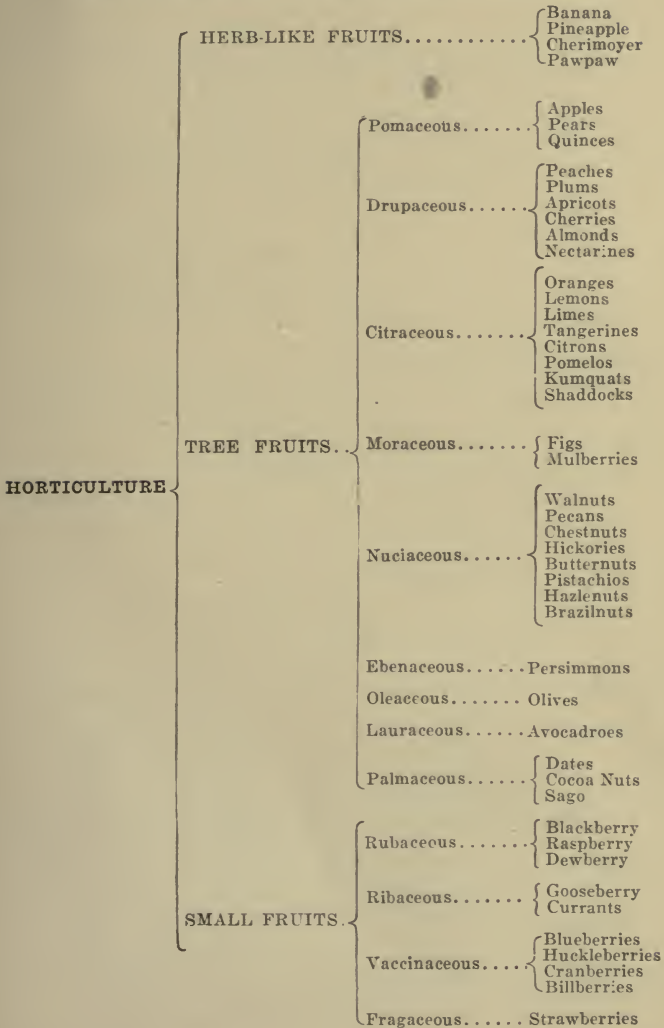 HERB-LIKE FRUITS............
Banana
Pineapple
Cherimoyer
Pawpaw
Pomaceous.......
Apples
Pears
Quinces
Drupaceous......
Peaches
Plums
Apricots
Cherries
Almonds
Nectarines
Citraceous.......
Oranges
Lemons
Limes
Tangerines
Citrons
Pomelos
Kumquats
Shaddocks
HORTICULTURE
TREE FRUITS..
Moraceous.......
Figs
Mulberries
Nuciaceous......
Walnuts
Pecans
Chestnuts
Hickories
Butternuts
Pistachios
Hazlenuts
Brazilnuts
Ebenaceous......Persimmons
Oleaceous....... Olives
Lauraceous......Avocadroes
Palmaceous......
Dates
Cocoa Nuts
Sago
SMALL FRUITS.
Rubaceous.......
Blackberry
Raspberry
Dewberry
Ribaceous.......
Gooseberry
Currants
Vaccinaceous.....
Blueberries
Huckleberries
Cranberries
Billberries
Fragaceous...... Strawberries